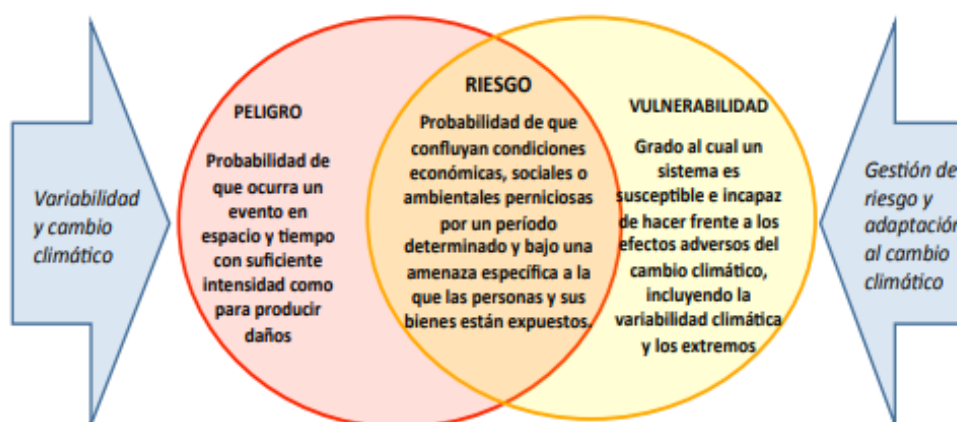 Variabilidad
y cambio
climático
PELIGRO
Probabilidad de
que ocurra un
evento en
espacio y tiempo
con suficiente
intensidad como
para producir
daños
RIESGO
Probabilidad de que
confluyan condiciones
económicas, sociales o
ambientales perniciosas
por un período
determinado y bajo una
amenaza específica a la
que las personas y sus
bienes están expuestos.
VULNERABILIDAD
Grado al cual un
sistema es
susceptible e incapaz
de hacer frente a los
efectos adversos del
cambio climático,
incluyendo la
variabilidad climática
y los extremos
Gestión de
riesgo y
adaptación
al cambio
climático